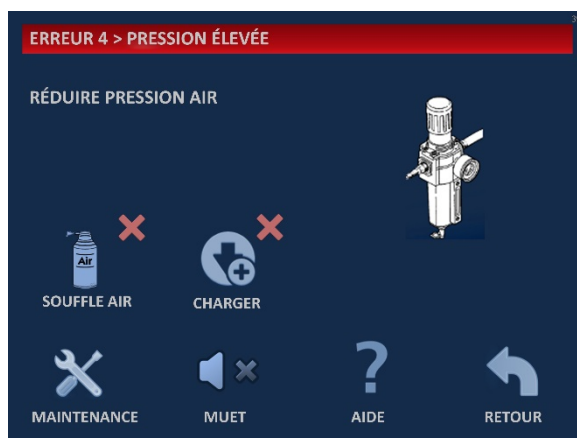 ERREUR 4 > PRESSION ÉLEVÉE
RÉDUIRE PRESSION AIR
Air
SOUFFLE AIR
CHARGER
MAINTENANCE
MUET
AIDE
RETOUR